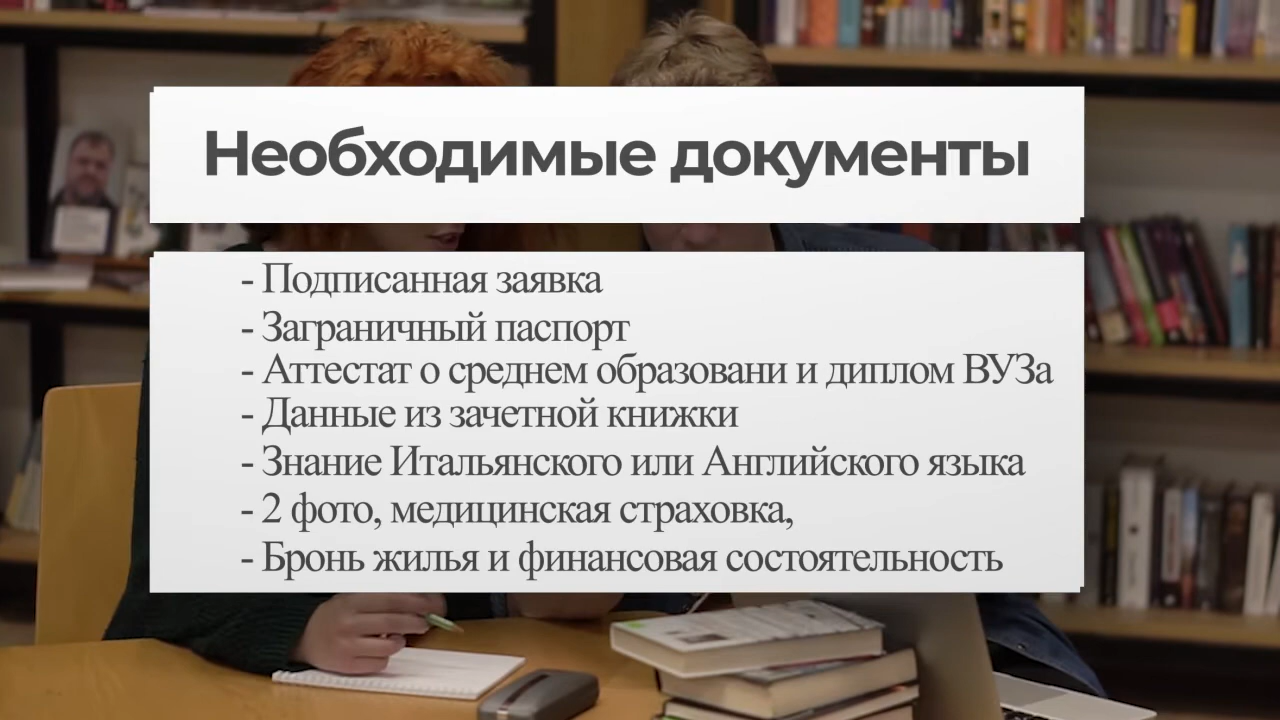 Необходимые документы
- Подписанная заявка
- Заграничный паспорт
- Аттестат о среднем образовани и диплом ВУЗа
- Данные из зачетной книжки
- Знание Итальянского или Английского языка
- 2 фото, медицинская страховка,
- Бронь жилья и финансовая состоятельность